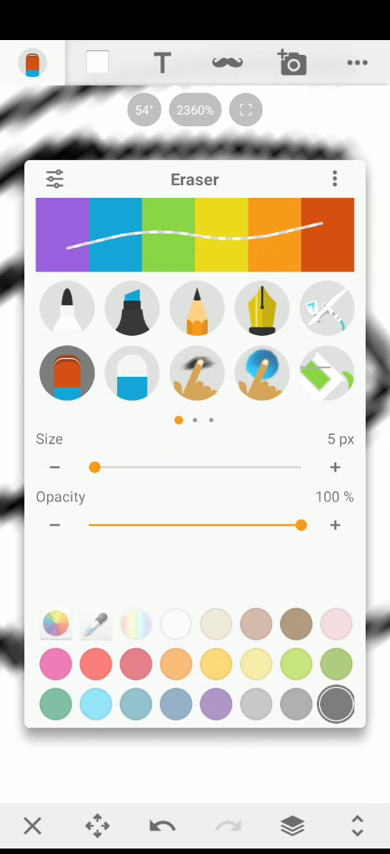 T
54° 2360%
Eraser
Size 5 px
− +
Opacity 100 %
− +